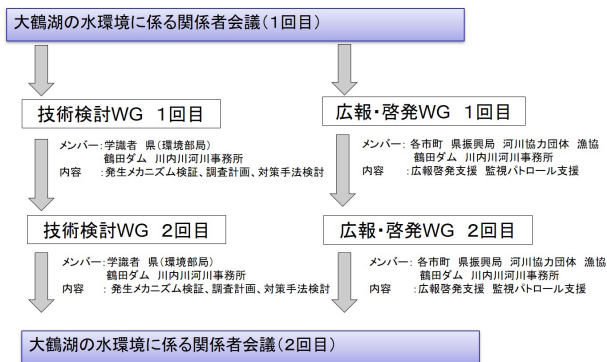 大鶴湖の水環境に係る関係者会議(1回目)
技術検討WG 1回目
メンバー:学識者 県(環境部局)
鶴田ダム 川内川河川事務所
内容 :発生メカニズム検証、調査計画、対策手法検討
広報・啓発WG 1回目
メンバー: 各市町 県振興局 河川協力団体 漁協
鶴田ダム 川内川河川事務所
内容 :広報啓発支援 監視パトロール支援
技術検討WG 2回目
メンバー:学識者 県(環境部局)
鶴田ダム 川内川河川事務所
内容 : 発生メカニズム検証、調査計画、対策手法検討
広報・啓発WG 2回目
メンバー: 各市町 県振興局 河川協力団体 漁協
鶴田ダム 川内川河川事務所
内容 :広報啓発支援 監視パトロール支援
大鶴湖の水環境に係る関係者会議(2回目)